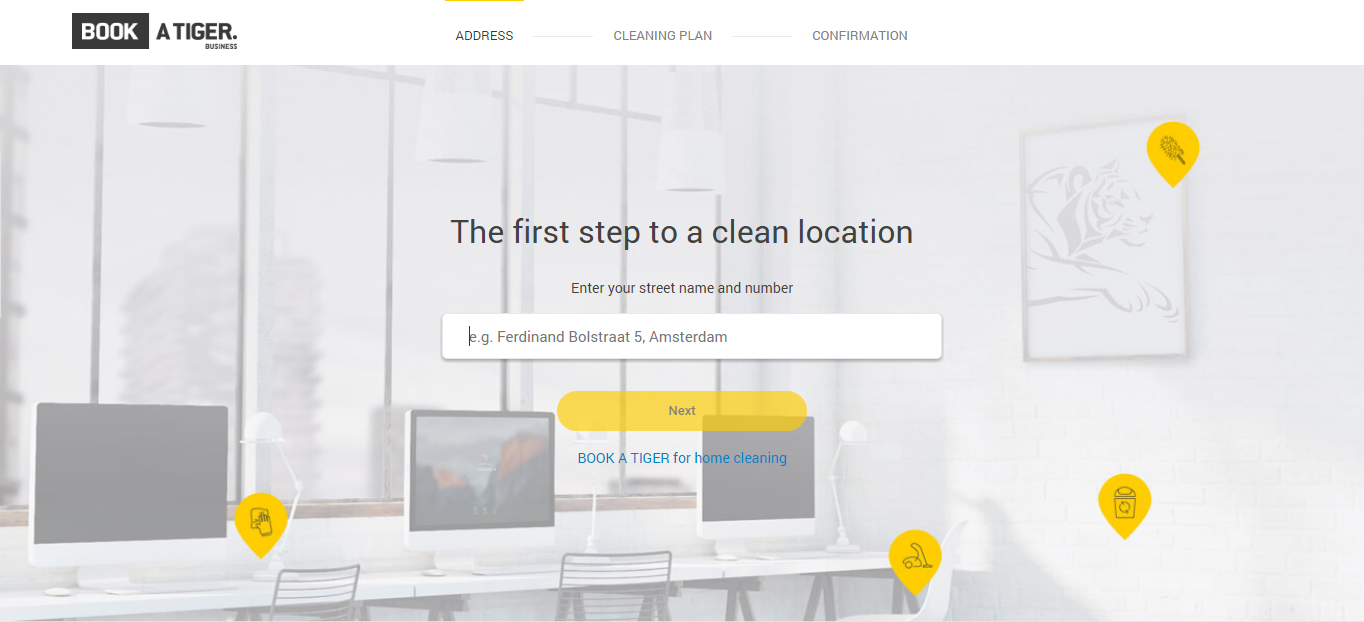 BOOK A TIGER.
BUSINESS
ADDRESS
CLEANING PLAN
CONFIRMATION
The first step to a clean location
Enter your street name and number
e.g. Ferdinand Bolstraat 5, Amsterdam
Next
BOOK A TIGER for home cleaning